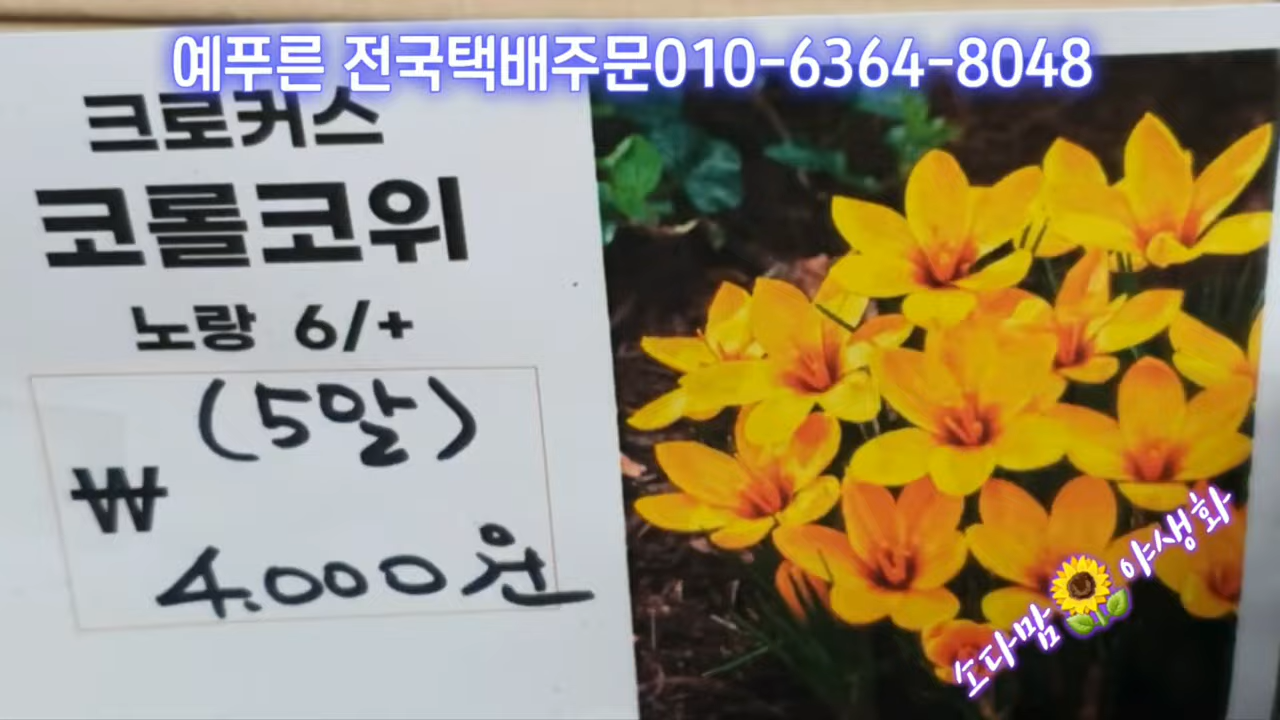 예푸른 전국택배주문010-6364-8048
크로커스
코롤코위
노랑 6/+
(5알)
₩
4.000원
소다맘🌻야생화